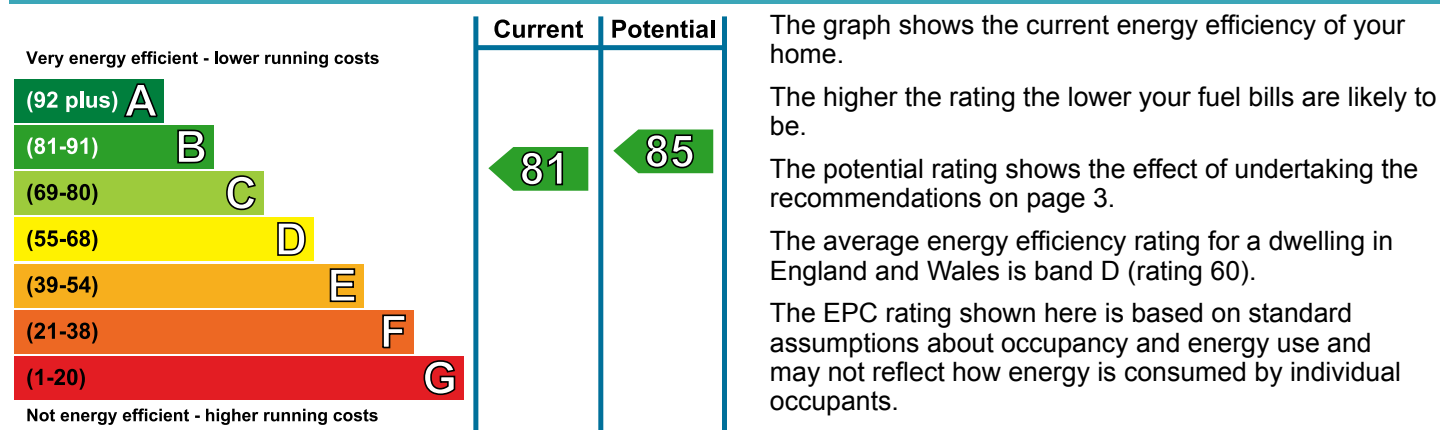 Current Potential
Very energy efficient - lower running costs
(92 plus) A
(81-91) B
(69-80) C
(55-68) D
(39-54) E
(21-38) F
(1-20) G
Not energy efficient - higher running costs
81
85
The graph shows the current energy efficiency of your
home.
The higher the rating the lower your fuel bills are likely to
be.
The potential rating shows the effect of undertaking the
recommendations on page 3.
The average energy efficiency rating for a dwelling in
England and Wales is band D (rating 60).
The EPC rating shown here is based on standard
assumptions about occupancy and energy use and
may not reflect how energy is consumed by individual
occupants.